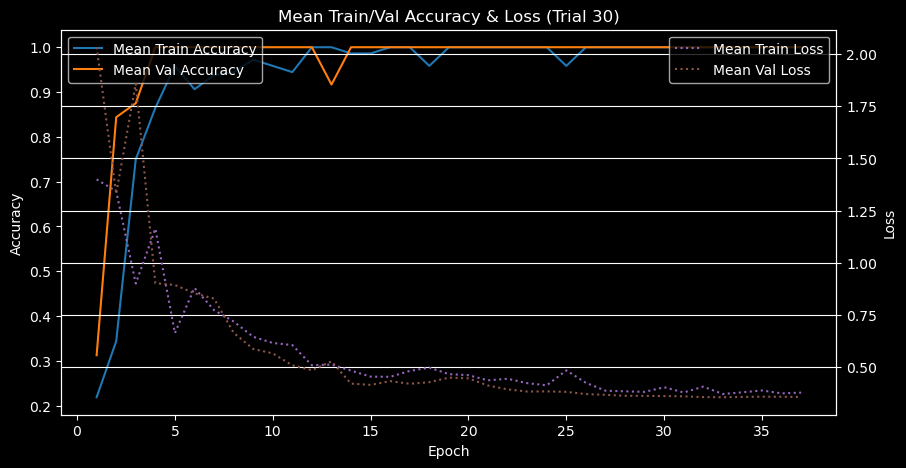 Mean Train/Val Accuracy & Loss (Trial 30)
Mean Train Accuracy
Mean Val Accuracy
Mean Train Loss
Mean Val Loss
Accuracy
1.0
0.9
0.8
0.7
0.6
0.5
0.4
0.3
0.2
2.00
1.75
1.50
1.25
1.00
0.75
0.50
Loss
0 5 10 15 20 25 30 35
Epoch